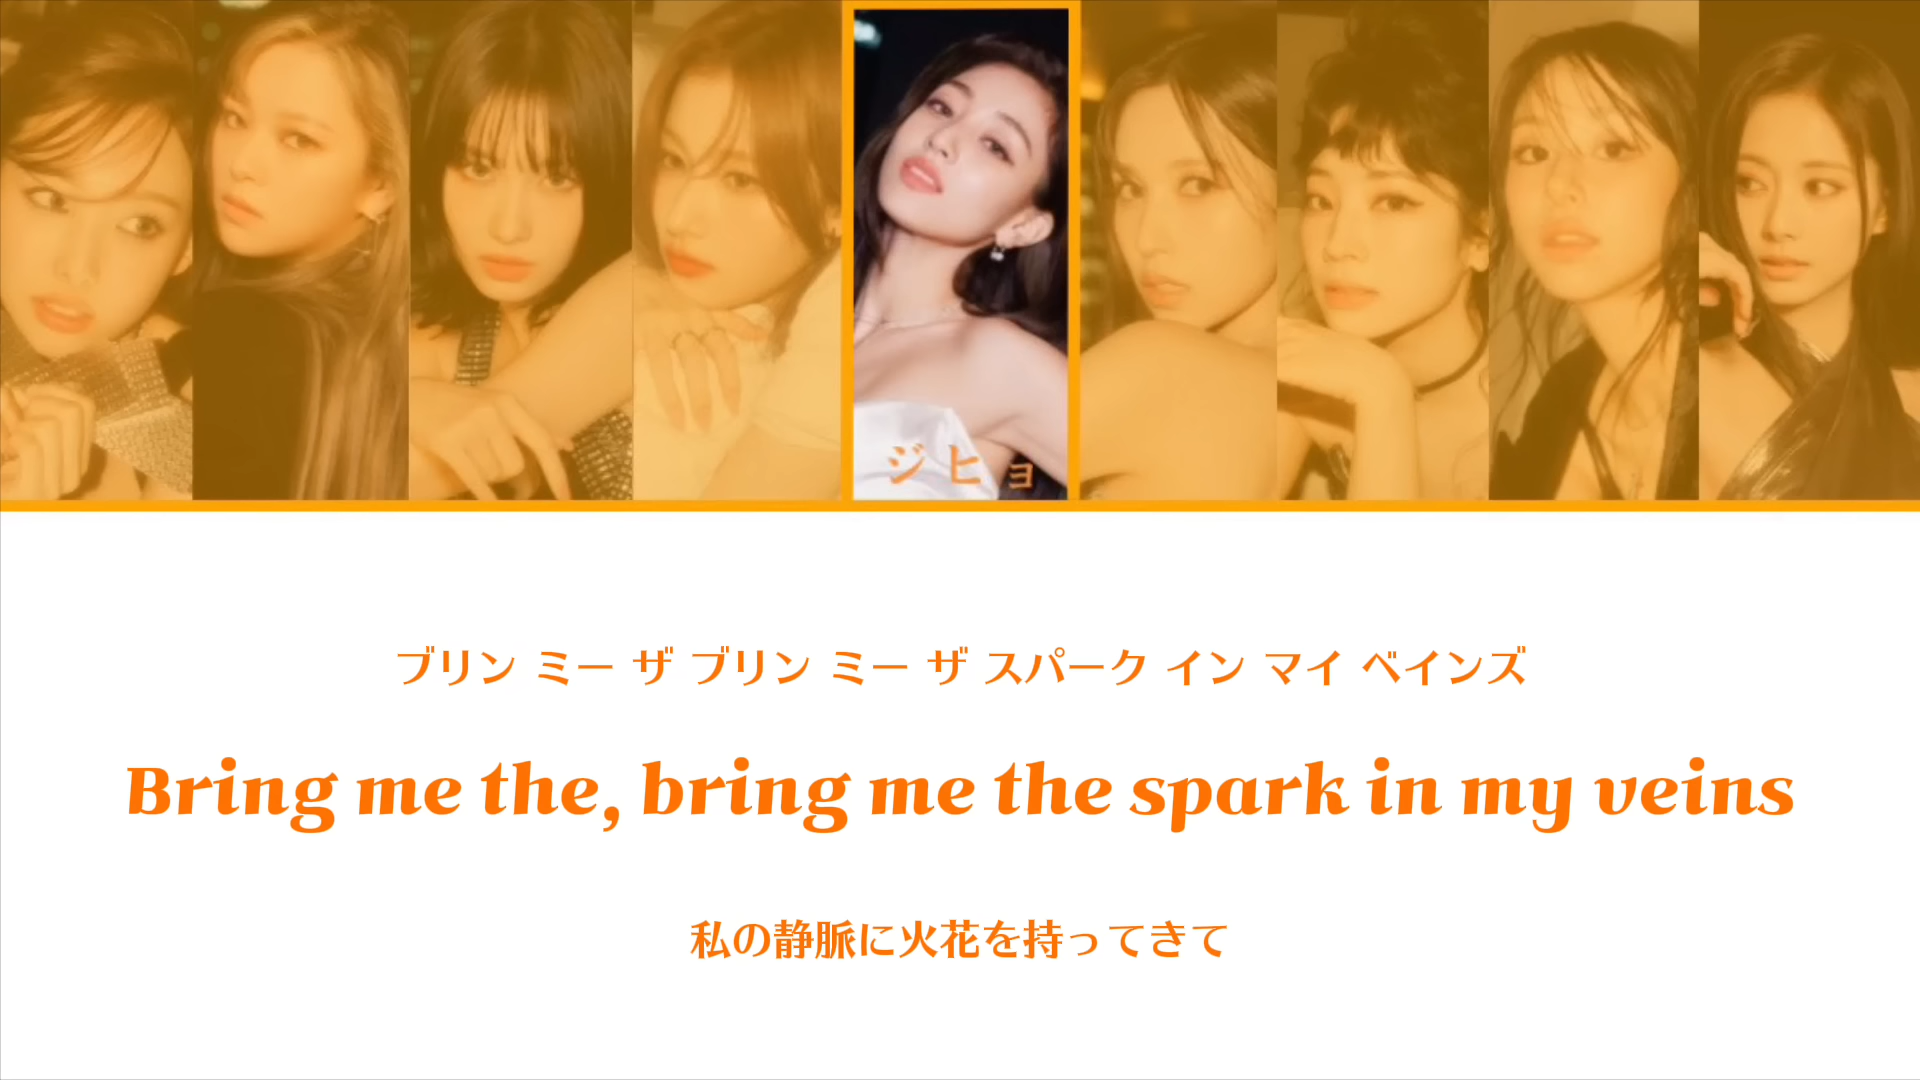 ジヒョ
ブリン ミー ザ ブリン ミー ザ スパーク イン マイ ベインズ
Bring me the, bring me the spark in my veins
私の静脈に火花を持ってきて